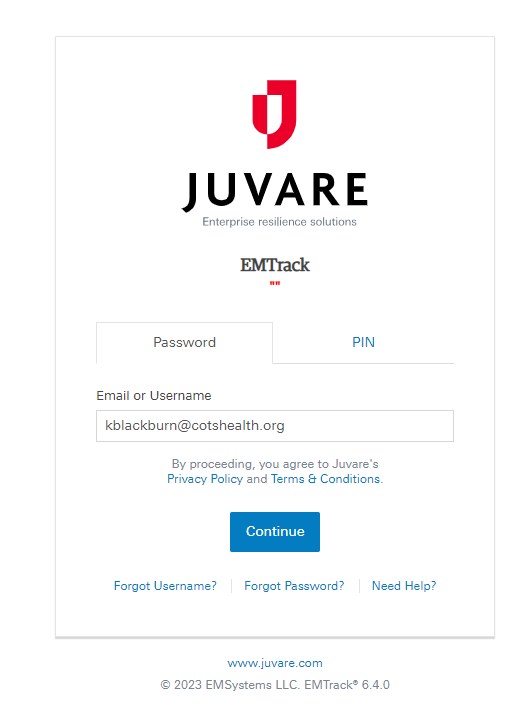 JUVARE
Enterprise resilience solutions
EMTrack
""
Password PIN
Email or Username
kblackburn@cotshealth.org
By proceeding, you agree to Juvare's
Privacy Policy and Terms & Conditions.
Continue
Forgot Username? Forgot Password? Need Help?
www.juvare.com
© 2023 EMSystems LLC. EMTrack® 6.4.0